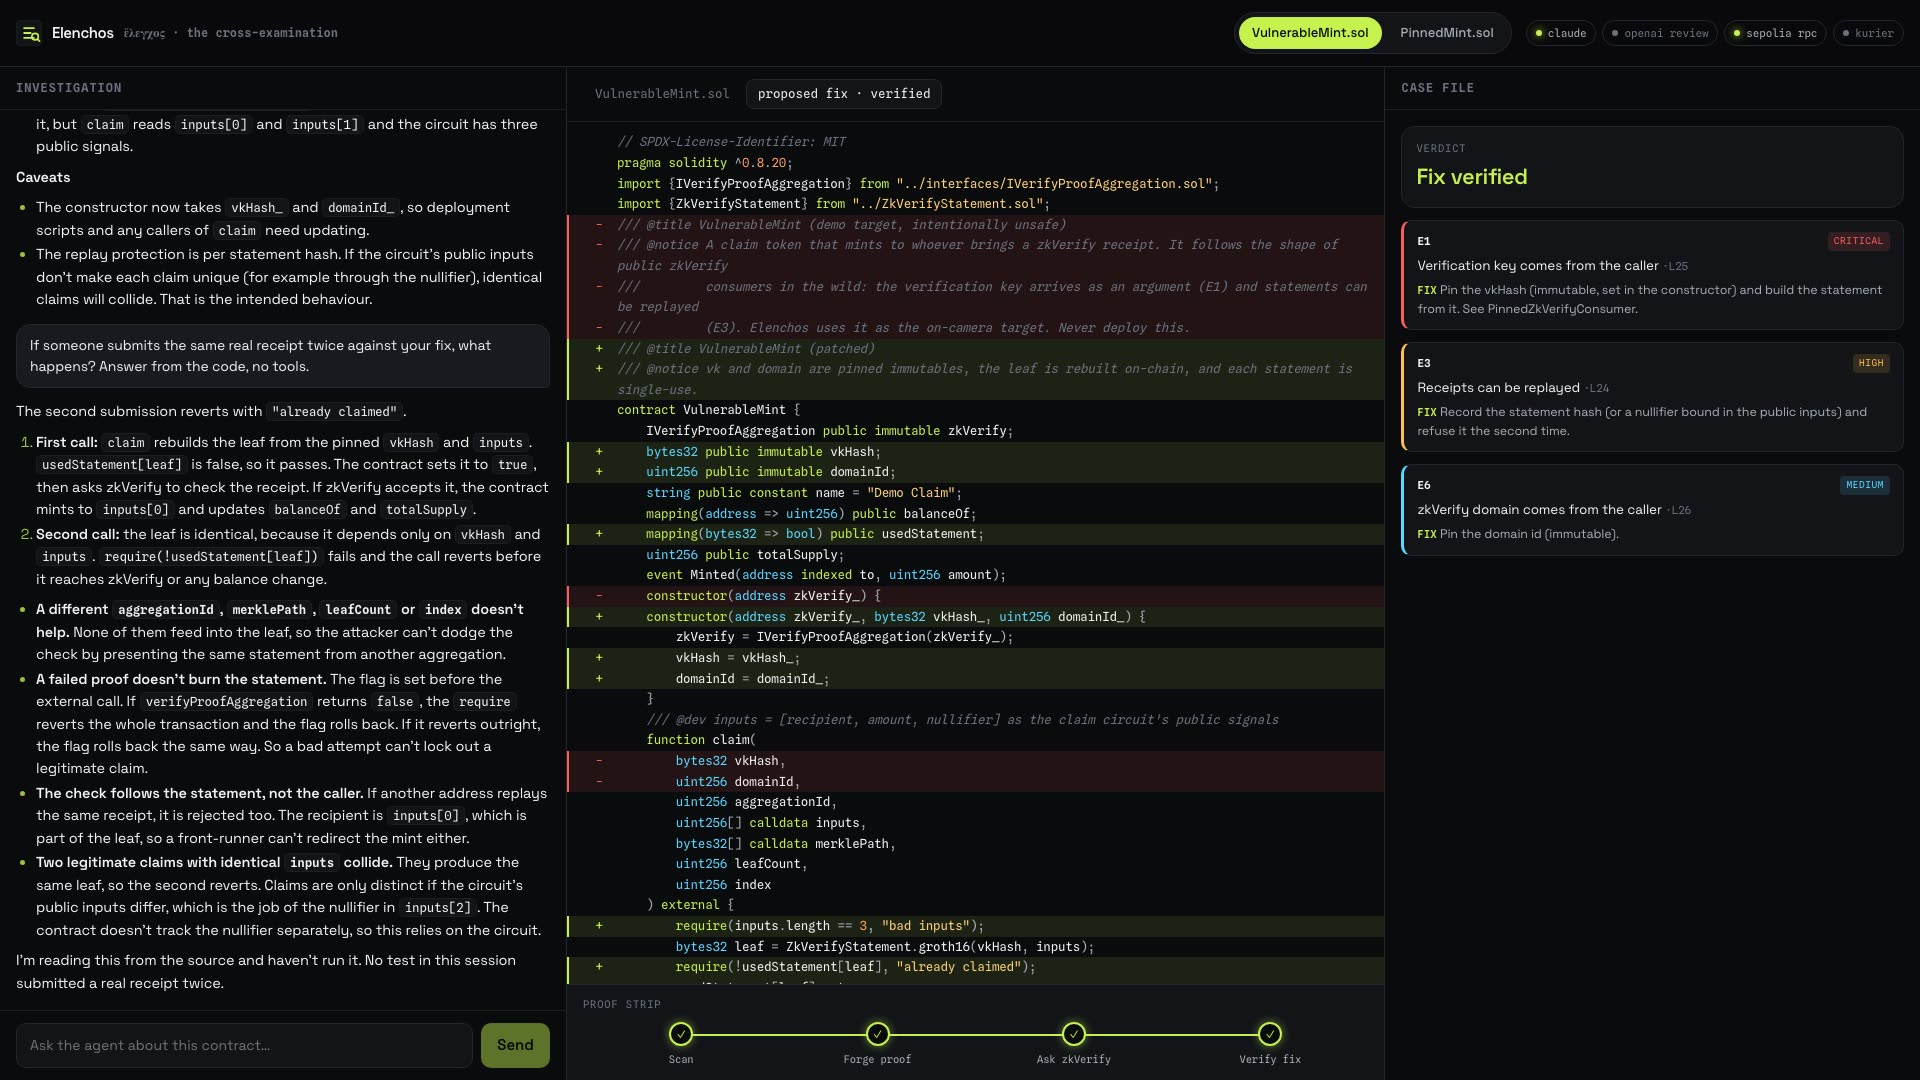 Elenchos ἔλεγχος · the cross-examination
VulnerableMint.sol
PinnedMint.sol
claude
openai review
sepolia rpc
kurier
INVESTIGATION
it, but claim reads inputs[0] and inputs[1] and the circuit has three
public signals.
Caveats
• The constructor now takes vkHash_ and domainId_, so deployment
scripts and any callers of claim need updating.
• The replay protection is per statement hash. If the circuit's public inputs
don't make each claim unique (for example through the nullifier), identical
claims will collide. That is the intended behaviour.
If someone submits the same real receipt twice against your fix, what
happens? Answer from the code, no tools.
The second submission reverts with "already claimed".
1. First call: claim rebuilds the leaf from the pinned vkHash and inputs.
usedStatement[leaf] is false, so it passes. The contract sets it to true,
then asks zkVerify to check the receipt. If zkVerify accepts it, the contract
mints to inputs[0] and updates balanceOf and totalSupply.
2. Second call: the leaf is identical, because it depends only on vkHash and
inputs. require(!usedStatement[leaf]) fails and the call reverts before
it reaches zkVerify or any balance change.
• A different aggregationId, merklePath, leafCount or index doesn't
help. None of them feed into the leaf, so the attacker can't dodge the
check by presenting the same statement from another aggregation.
• A failed proof doesn't burn the statement. The flag is set before the
external call. If verifyProofAggregation returns false, the require
reverts the whole transaction and the flag rolls back. If it reverts outright,
the flag rolls back the same way. So a bad attempt can't lock out a
legitimate claim.
• The check follows the statement, not the caller. If another address replays
the same receipt, it is rejected too. The recipient is inputs[0], which is
part of the leaf, so a front-runner can't redirect the mint either.
• Two legitimate claims with identical inputs collide. They produce the
same leaf, so the second reverts. Claims are only distinct if the circuit's
public inputs differ, which is the job of the nullifier in inputs[2]. The
contract doesn't track the nullifier separately, so this relies on the circuit.
I'm reading this from the source and haven't run it. No test in this session
submitted a real receipt twice.
Ask the agent about this contract...
Send
VulnerableMint.sol
proposed fix · verified
// SPDX-License-Identifier: MIT
pragma solidity ^0.8.20;
import {IVerifyProofAggregation} from "../interfaces/IVerifyProofAggregation.sol";
import {ZkVerifyStatement} from "../ZkVerifyStatement.sol";
- /// @title VulnerableMint (demo target, intentionally unsafe)
- /// @notice A claim token that mints to whoever brings a zkVerify receipt. It follows the shape of
public zkVerify
- /// consumers in the wild: the verification key arrives as an argument (E1) and statements can
be replayed
- /// (E3). Elenchos uses it as the on-camera target. Never deploy this.
+ /// @title VulnerableMint (patched)
+ /// @notice vk and domain are pinned immutables, the leaf is rebuilt on-chain, and each statement is
single-use.
contract VulnerableMint {
IVerifyProofAggregation public immutable zkVerify;
+ bytes32 public immutable vkHash;
+ uint256 public immutable domainId;
string public constant name = "Demo Claim";
mapping(address => uint256) public balanceOf;
+ mapping(bytes32 => bool) public usedStatement;
uint256 public totalSupply;
event Minted(address indexed to, uint256 amount);
- constructor(address zkVerify_) {
+ constructor(address zkVerify_, bytes32 vkHash_, uint256 domainId_) {
zkVerify = IVerifyProofAggregation(zkVerify_);
+ vkHash = vkHash_;
+ domainId = domainId_;
}
/// @dev inputs = [recipient, amount, nullifier] as the claim circuit's public signals
function claim(
- bytes32 vkHash,
- uint256 domainId,
uint256 aggregationId,
uint256[] calldata inputs,
bytes32[] calldata merklePath,
uint256 leafCount,
uint256 index
) external {
+ require(inputs.length == 3, "bad inputs");
bytes32 leaf = ZkVerifyStatement.groth16(vkHash, inputs);
+ require(!usedStatement[leaf], "already claimed");
PROOF STRIP
Scan
Forge proof
Ask zkVerify
Verify fix
CASE FILE
VERDICT
Fix verified
E1
CRITICAL
Verification key comes from the caller ·L25
FIX Pin the vkHash (immutable, set in the constructor) and build the statement
from it. See PinnedZkVerifyConsumer.
E3
HIGH
Receipts can be replayed ·L24
FIX Record the statement hash (or a nullifier bound in the public inputs) and
refuse it the second time.
E6
MEDIUM
zkVerify domain comes from the caller ·L26
FIX Pin the domain id (immutable).